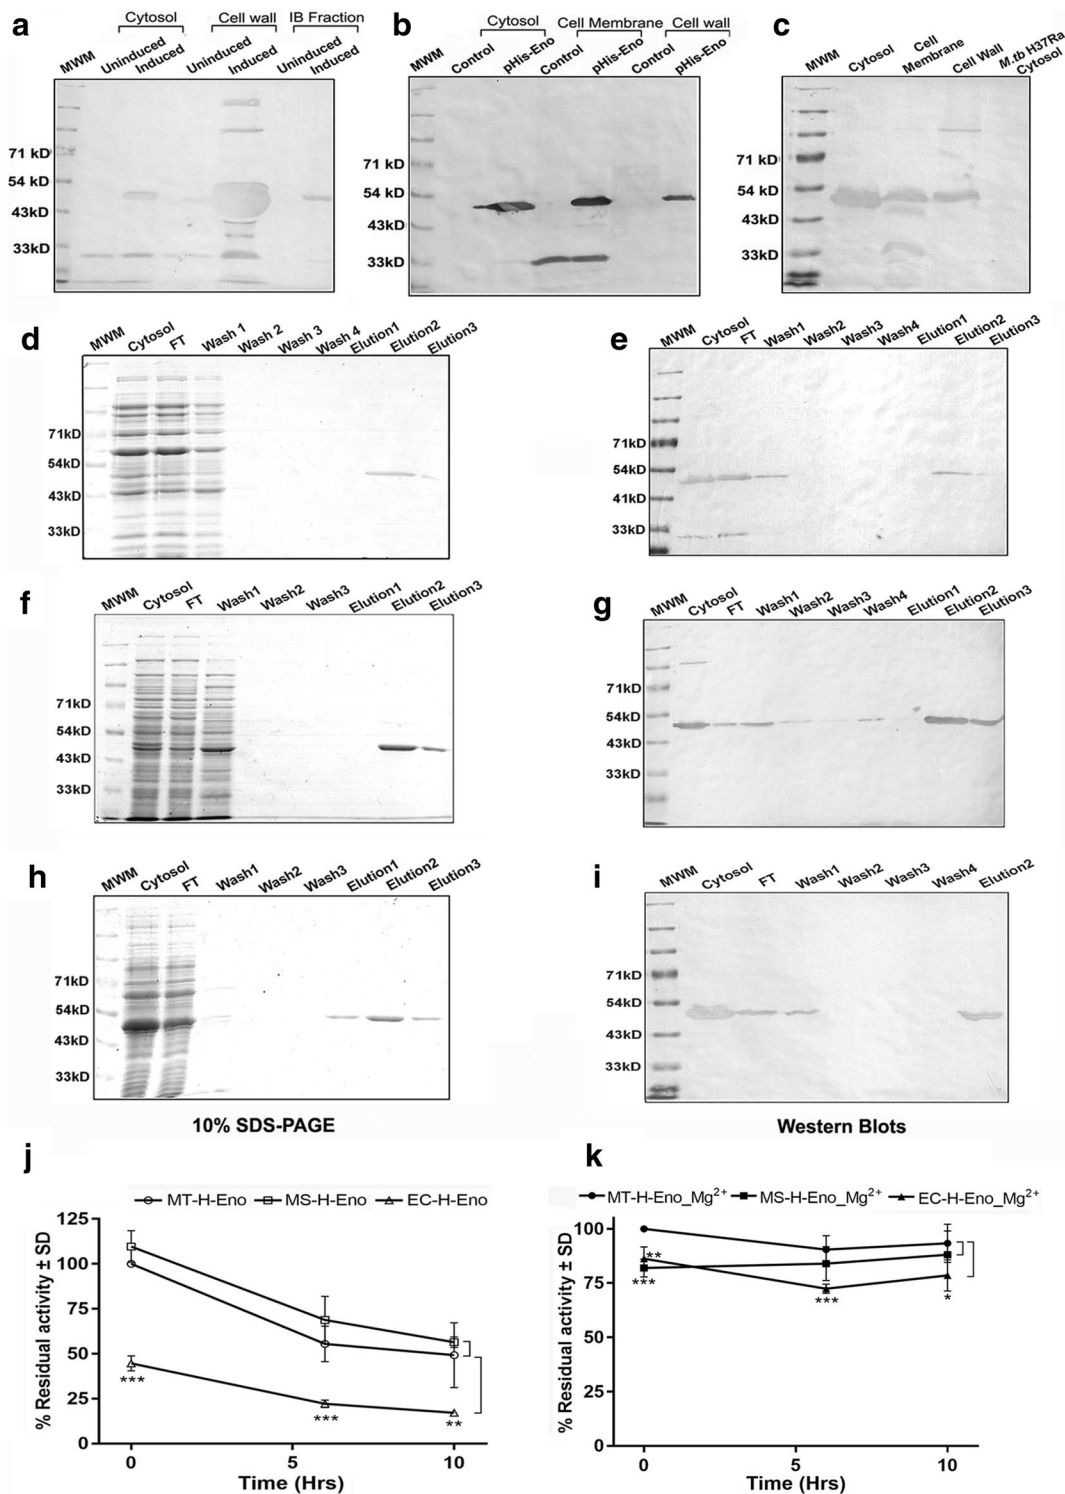 a
Cytosol
Cell wall
IB Fraction
MWM
Uninduced
Induced
Uninduced
Induced
Uninduced
Induced
71 kD
54 kD
43kD
33kD
b
Cytosol
Cell Membrane
Cell wall
MWM
Control
pHis-Eno
Control
pHis-Eno
Control
pHis-Eno
71 kD
54 kD
43kD
33kD
c
MWM
Cytosol
Cell
Membrane
Cell Wall
M.tb H37Ra
Cytosol
71 kD
54 kD
43kD
33kD
d
MWM
Cytosol
FT
Wash 1
Wash 2
Wash 3
Wash 4
Elution1
Elution2
Elution3
71kD
54kD
43kD
33kD
e
MWM
Cytosol
FT
Wash1
Wash2
Wash3
Wash4
Elution1
Elution2
Elution3
71kD
54kD
41kD
33kD
f
MWM
Cytosol
FT
Wash1
Wash2
Wash3
Elution1
Elution2
Elution3
71kD
54kD
43kD
33kD
g
MWM
Cytosol
FT
Wash1
Wash2
Wash3
Wash4
Elution1
Elution2
Elution3
71kD
54kD
43kD
33kD
h
MWM
Cytosol
FT
Wash1
Wash2
Wash3
Elution1
Elution2
Elution3
71kD
54kD
43kD
33kD
i
MWM
Cytosol
FT
Wash1
Wash2
Wash3
Wash4
Elution2
71kD
54kD
43kD
33kD
10% SDS-PAGE
Western Blots
j
MT-H-Eno MS-H-Eno EC-H-Eno
% Residual activity ± SD
125
100
75
50
25
0
***
***
**
0 5 10
Time (Hrs)
k
MT-H-Eno_Mg²⁺ MS-H-Eno_Mg²⁺ EC-H-Eno_Mg²⁺
% Residual activity ± SD
100
75
50
25
0
**
***
***
*
0 5 10
Time (Hrs)